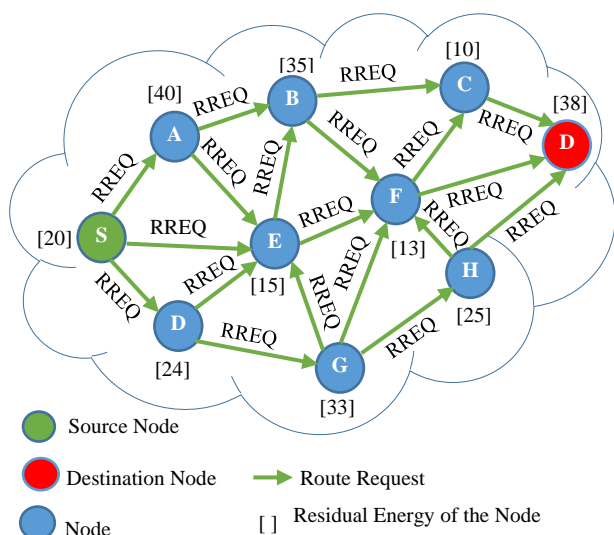 [10]
[35]
RREQ
C
[38]
[40]
RREQ
B
RREQ
A
RREQ
RREQ
D
RREQ
RREQ
RREQ
RREQ
F
RREQ
[20]
S
RREQ
E
RREQ
[13]
RREQ
RREQ
H
RREQ
RREQ
[15]
RREQ
RREQ
[25]
D
RREQ
RREQ
[24]
G
[33]
Source Node
Destination Node
Route Request
Node
[ ] Residual Energy of the Node